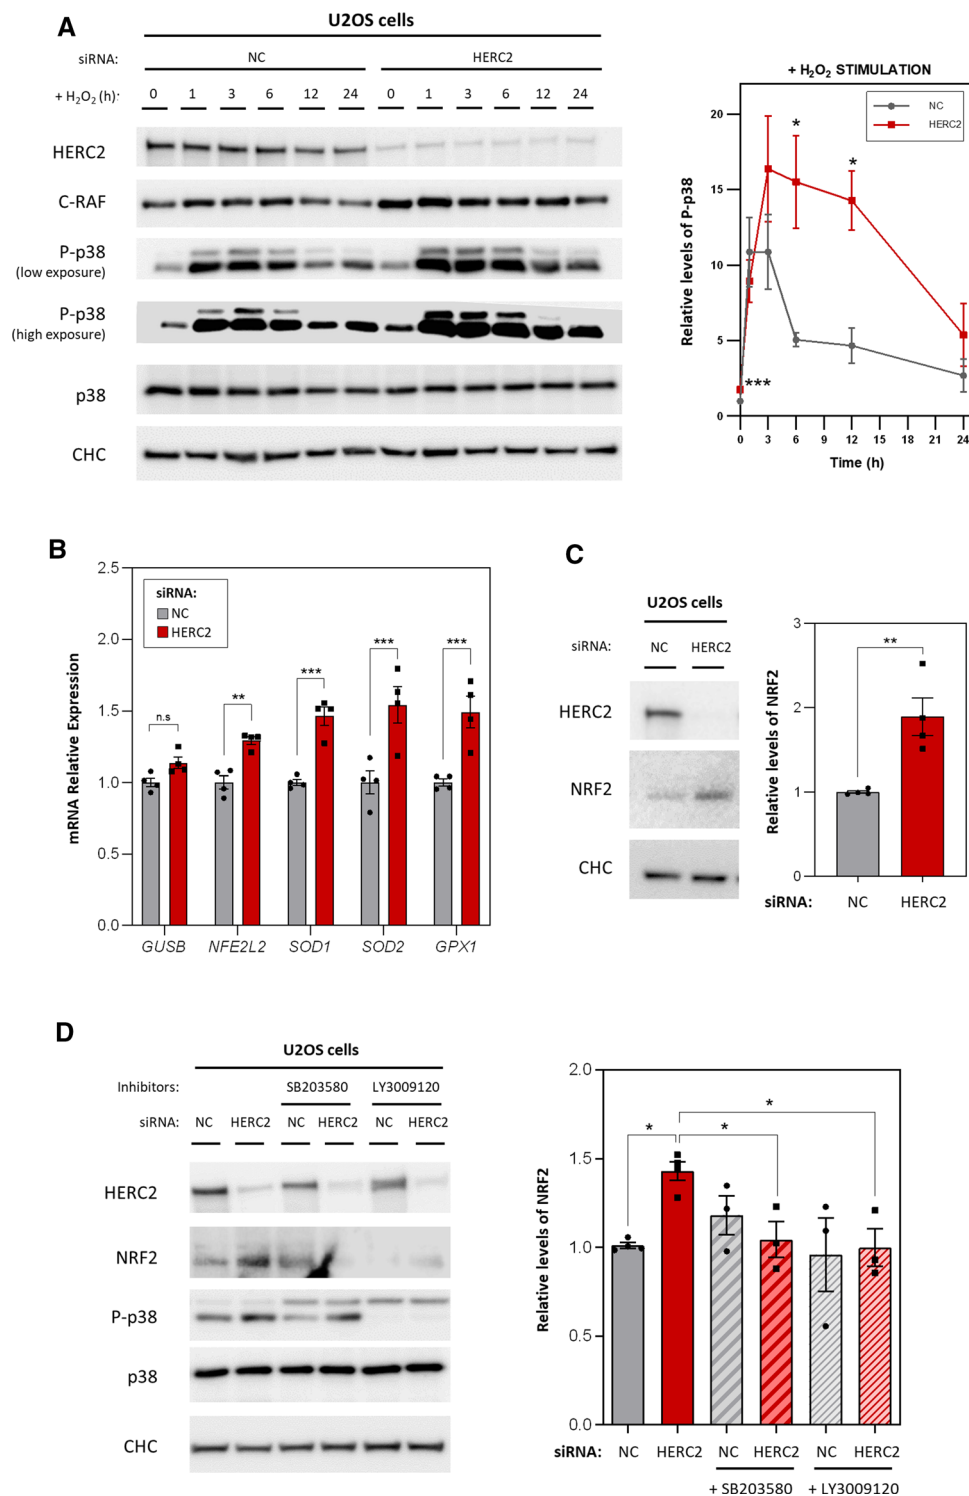 A
U2OS cells
siRNA: NC HERC2
+ H₂O₂ (h): 0 1 3 6 12 24 0 1 3 6 12 24
HERC2
C-RAF
P-p38
(low exposure)
P-p38
(high exposure)
p38
CHC
+ H₂O₂ STIMULATION
NC
HERC2
Relative levels of P-p38
20
15
10
5
0
* *
***
0 3 6 9 12 15 18 21 24
Time (h)
B
mRNA Relative Expression
2.5
2.0
1.5
1.0
0.5
0.0
siRNA:
NC
HERC2
n.s ** *** *** ***
GUSB NFE2L2 SOD1 SOD2 GPX1
C
U2OS cells
siRNA: NC HERC2
HERC2
NRF2
CHC
Relative levels of NRF2
3
2
1
0
**
siRNA: NC HERC2
D
U2OS cells
Inhibitors: SB203580 LY3009120
siRNA: NC HERC2 NC HERC2 NC HERC2
HERC2
NRF2
P-p38
p38
CHC
Relative levels of NRF2
2.0
1.5
1.0
0.5
0.0
* * *
siRNA: NC HERC2 NC HERC2 NC HERC2
+ SB203580 + LY3009120